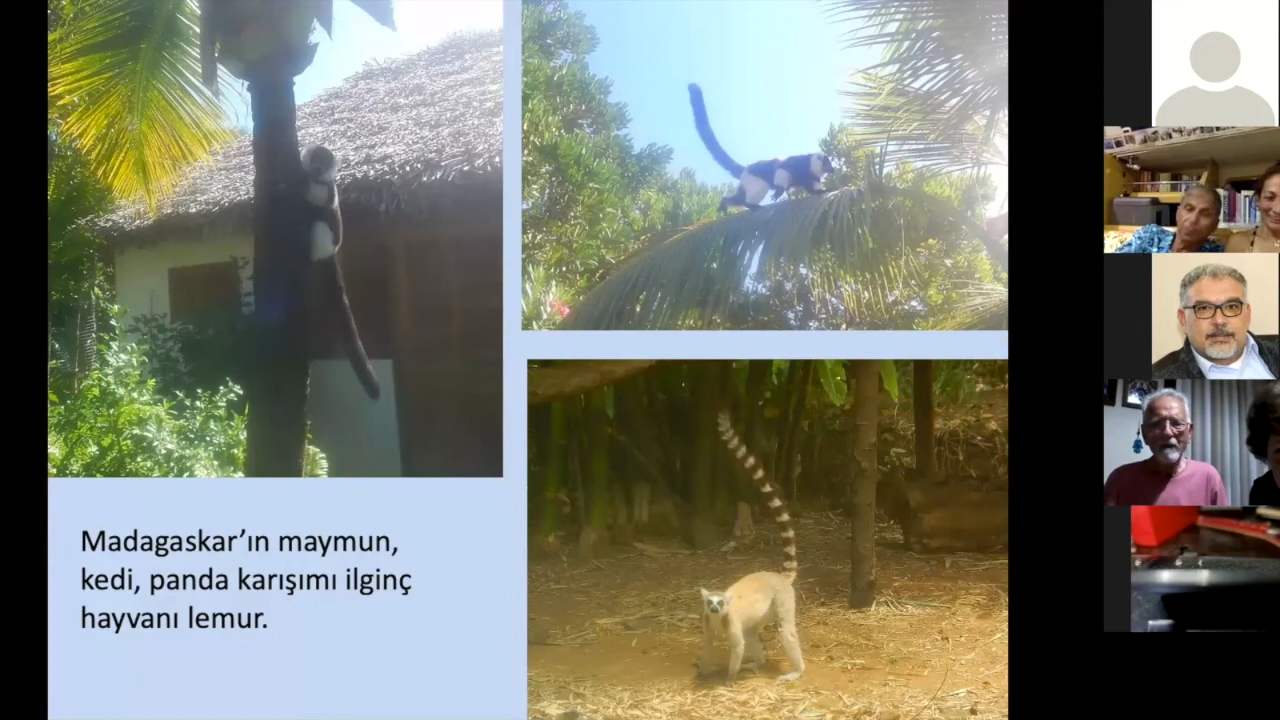 Madagaskar’ın maymun,
kedi, panda karışımı ilginç
hayvanı lemur.